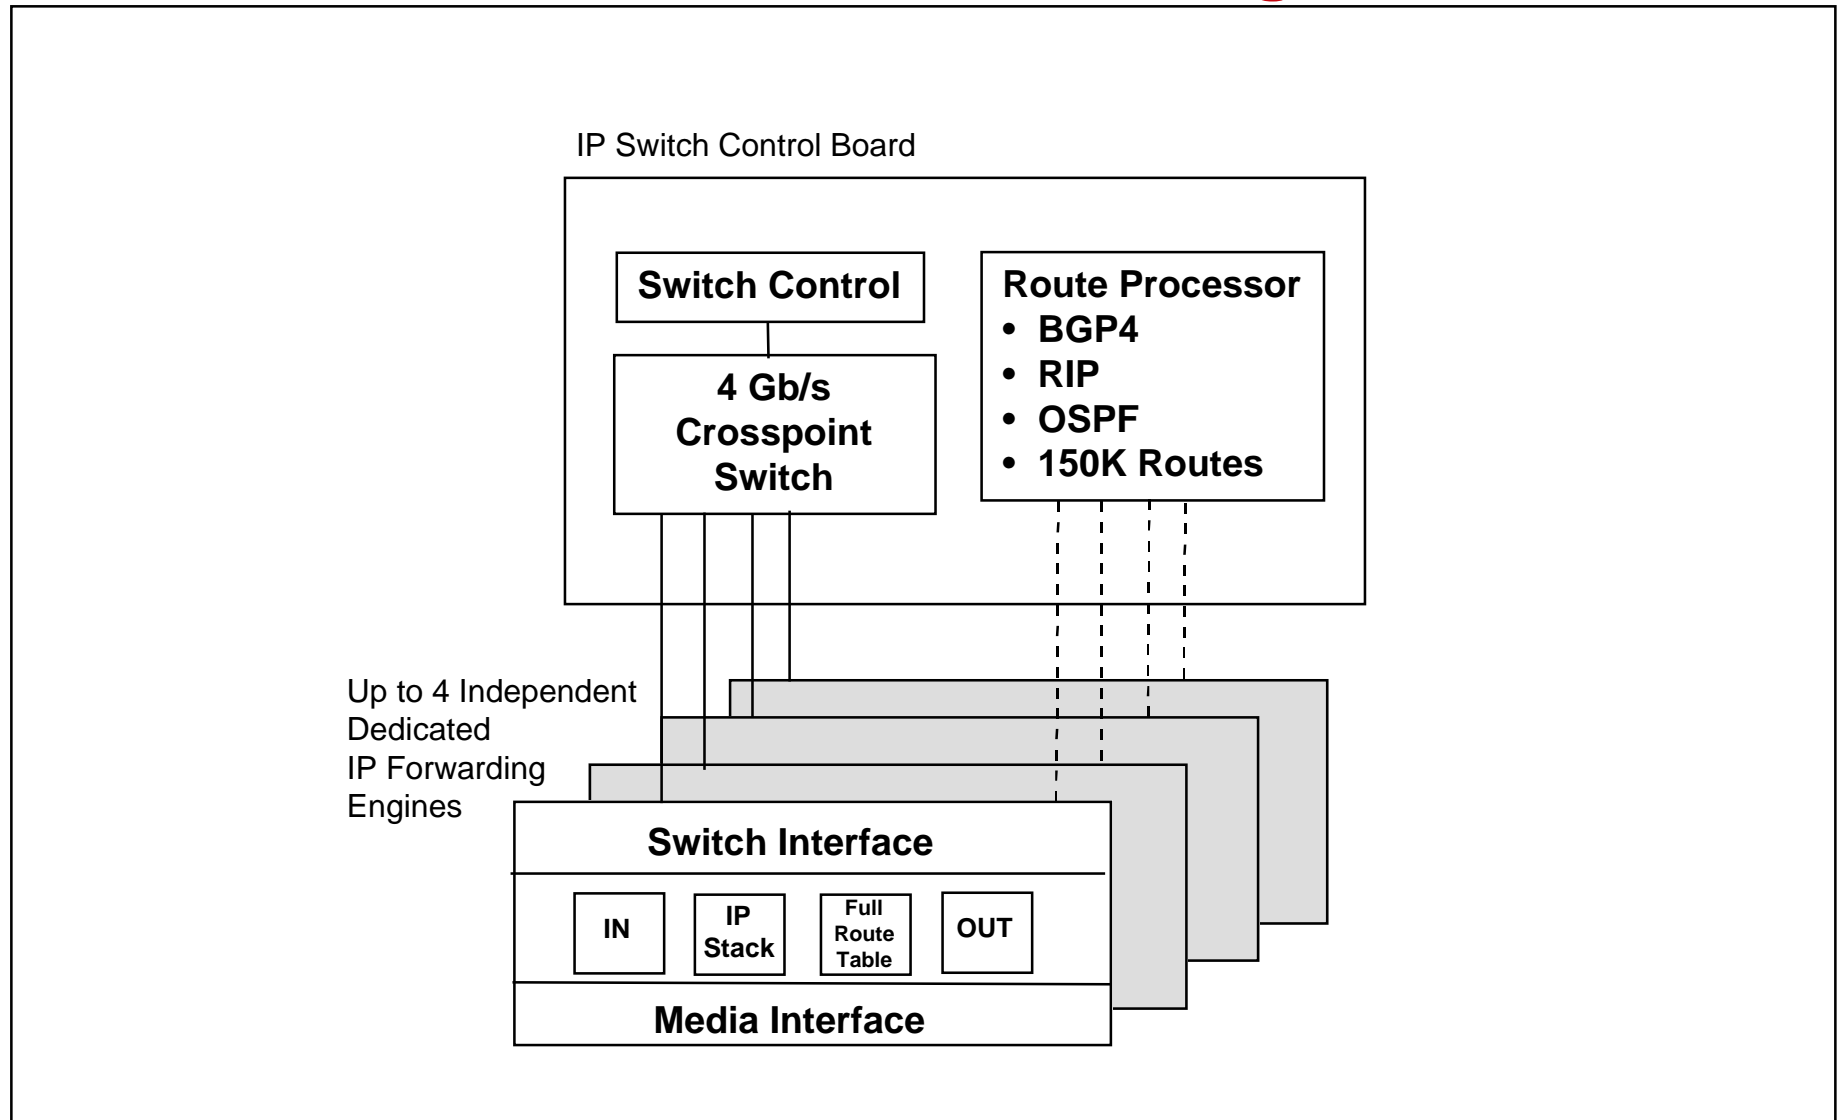 IP Switch Control Board
Switch Control
4 Gb/s
Crosspoint
Switch
Route Processor
• BGP4
• RIP
• OSPF
• 150K Routes
Up to 4 Independent
Dedicated
IP Forwarding
Engines
Switch Interface
IN
IP
Stack
Full
Route
Table
OUT
Media Interface